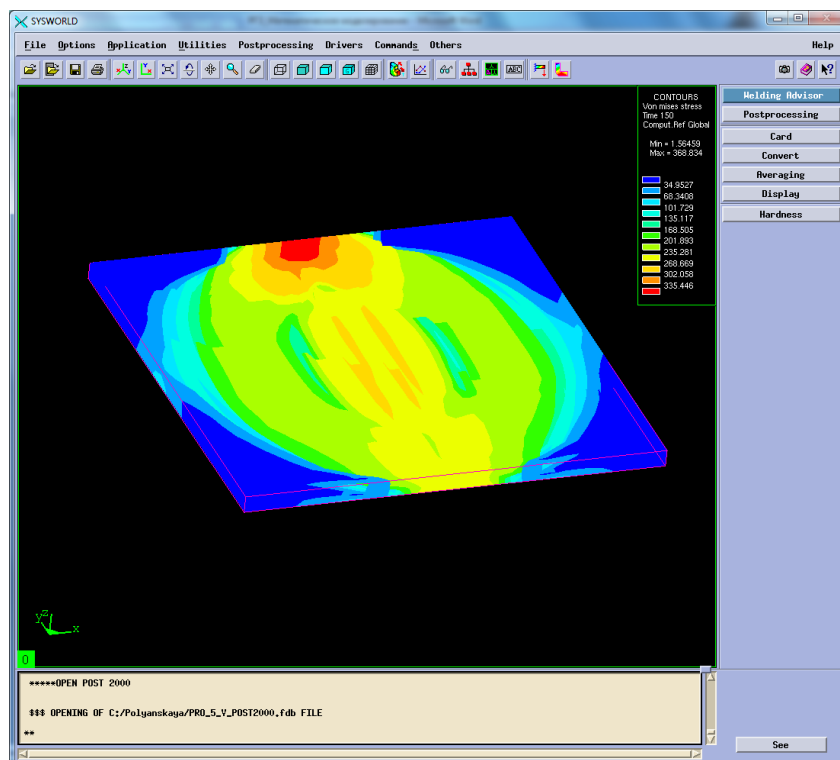 SYSWORLD
File Options Application Utilities Postprocessing Drivers Commands Others Help
ABC
CONTOURS
Von mises stress
Time 150
Comput.Ref Global
Min = 1.56459
Max = 368.834
34.9527
68.3408
101.729
135.117
168.505
201.893
235.281
268.669
302.058
335.446
Welding Advisor
Postprocessing
Card
Convert
Averaging
Display
Hardness
z
y
x
0
*****OPEN POST 2000
$$$ OPENING OF C:/Polyanskaya/PRO_5_V_POST2000.fdb FILE
**
See